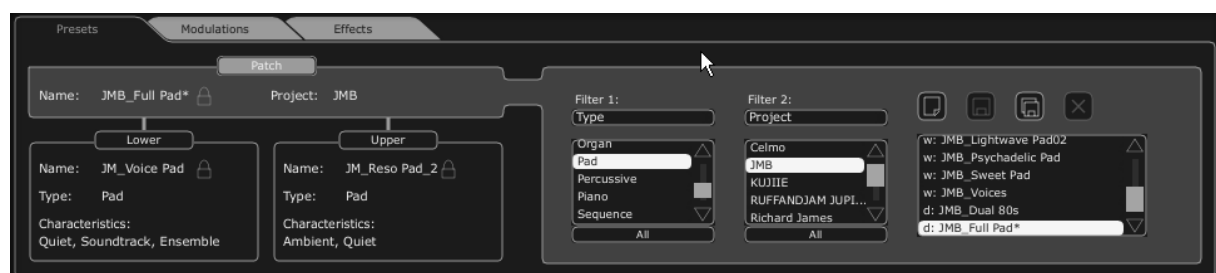 Presets Modulations Effects
Patch
Name: JMB_Full Pad* Project: JMB
Lower
Name: JM_Voice Pad
Type: Pad
Characteristics:
Quiet, Soundtrack, Ensemble
Upper
Name: JM_Reso Pad_2
Type: Pad
Characteristics:
Ambient, Quiet
Filter 1:
Type
Organ
Pad
Percussive
Piano
Sequence
All
Filter 2:
Project
Celmo
JMB
KUJIIE
RUFFANDJAM JUPI...
Richard James
All
w: JMB_Lightwave Pad02
w: JMB_Psychadelic Pad
w: JMB_Sweet Pad
w: JMB_Voices
d: JMB_Dual 80s
d: JMB_Full Pad*